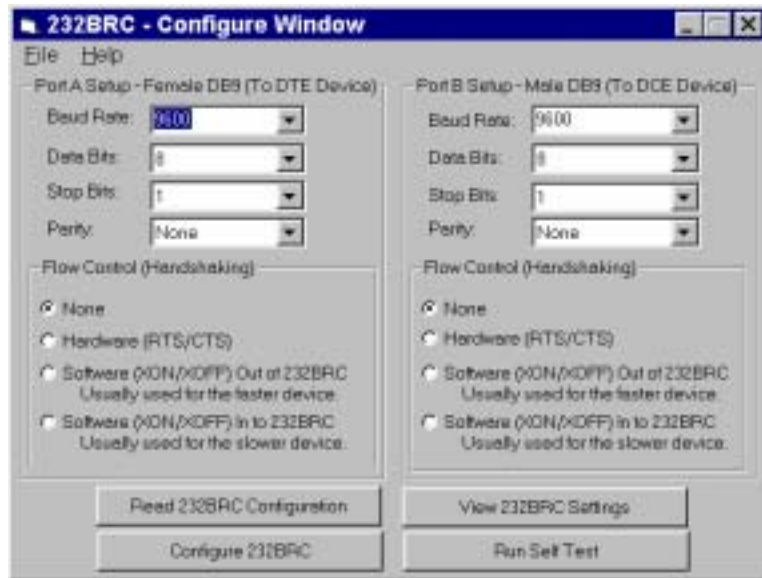 232BRC - Configure Window
File Help
Port A Setup - Female DB9 (To DTE Device)
Baud Rate: 9600
Data Bits: 8
Stop Bits: 1
Parity: None
Flow Control (Handshaking)
None
Hardware (RTS/CTS)
Software (XON/XOFF) Out of 232BRC
Usually used for the faster device.
Software (XON/XOFF) In to 232BRC
Usually used for the slower device.
Port B Setup - Male DB9 (To DCE Device)
Baud Rate: 9600
Data Bits: 8
Stop Bits: 1
Parity: None
Flow Control (Handshaking)
None
Hardware (RTS/CTS)
Software (XON/XOFF) Out of 232BRC
Usually used for the faster device.
Software (XON/XOFF) In to 232BRC
Usually used for the slower device.
Read 232BRC Configuration
View 232BRC Settings
Configure 232BRC
Run Self Test